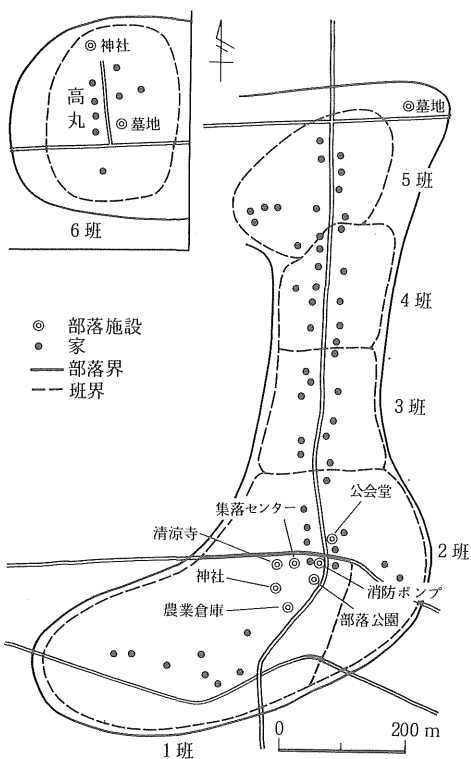 神社
高丸
墓地
6班
墓地
5班
部落施設
家
部落界
班界
4班
3班
公会堂
集落センター
清涼寺
2班
神社
消防ポンプ
農業倉庫
部落公園
1班
0 200 m